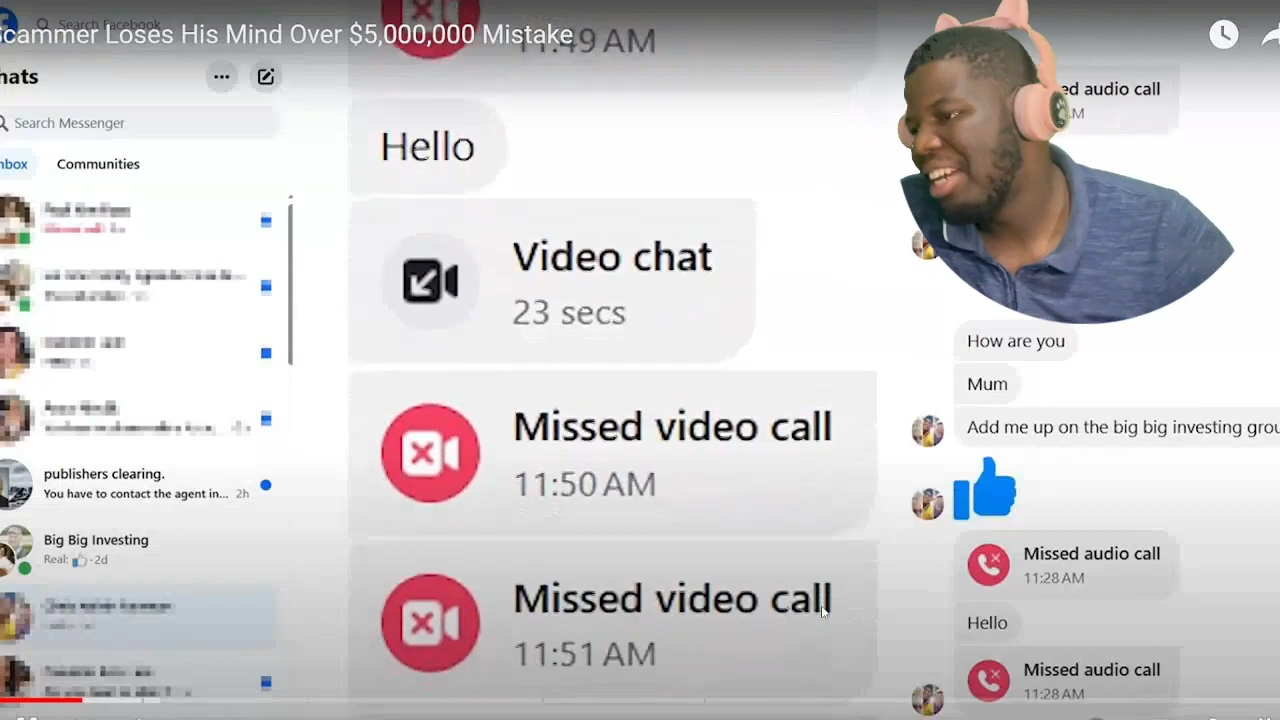 Search Facebook
cammer Loses His Mind Over $5,000,000 Mistake
hats
Search Messenger
nbox
Communities
publishers clearing.
You have to contact the agent in... 2h
Big Big Investing
Real: · 2d
11:49 AM
Hello
Video chat
23 secs
Missed video call
11:50 AM
Missed video call
11:51 AM
ed audio call
AM
How are you
Mum
Add me up on the big big investing grou
Missed audio call
11:28 AM
Hello
Missed audio call
11:28 AM